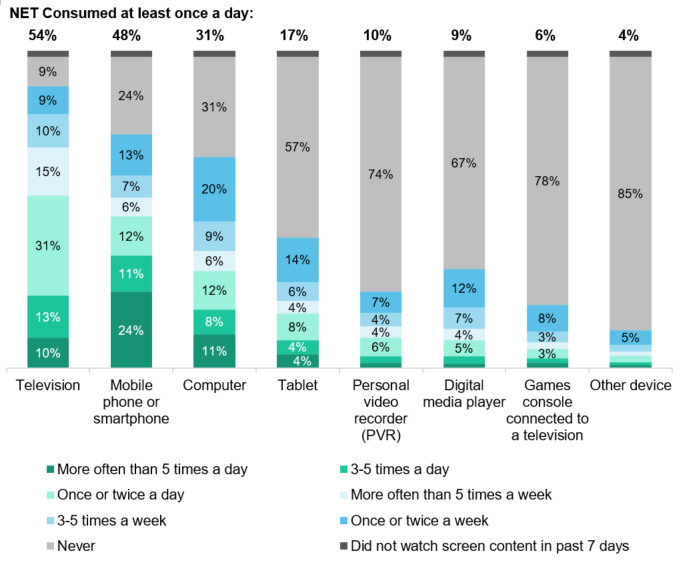 NET Consumed at least once a day:
54% 48% 31% 17% 10% 9% 6% 4%
9% 9% 10% 15% 31% 13% 10%
24% 13% 7% 6% 12% 11% 24%
31% 20% 9% 6% 12% 8% 11%
57% 14% 6% 4% 8% 4% 4%
74% 7% 4% 4% 6%
67% 12% 7% 4% 5%
78% 8% 3% 3%
85% 5%
Television
Mobile
phone or
smartphone
Computer
Tablet
Personal
video
recorder
(PVR)
Digital
media player
Games
console
connected to
a television
Other device
More often than 5 times a day
3-5 times a day
Once or twice a day
More often than 5 times a week
3-5 times a week
Once or twice a week
Never
Did not watch screen content in past 7 days